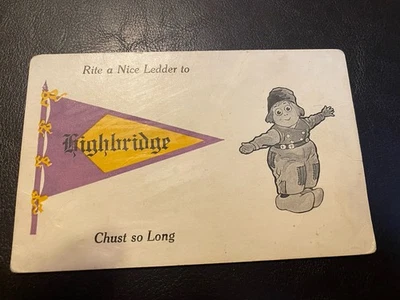 Rite a Nice Ledder to
Highbridge
Chust so Long